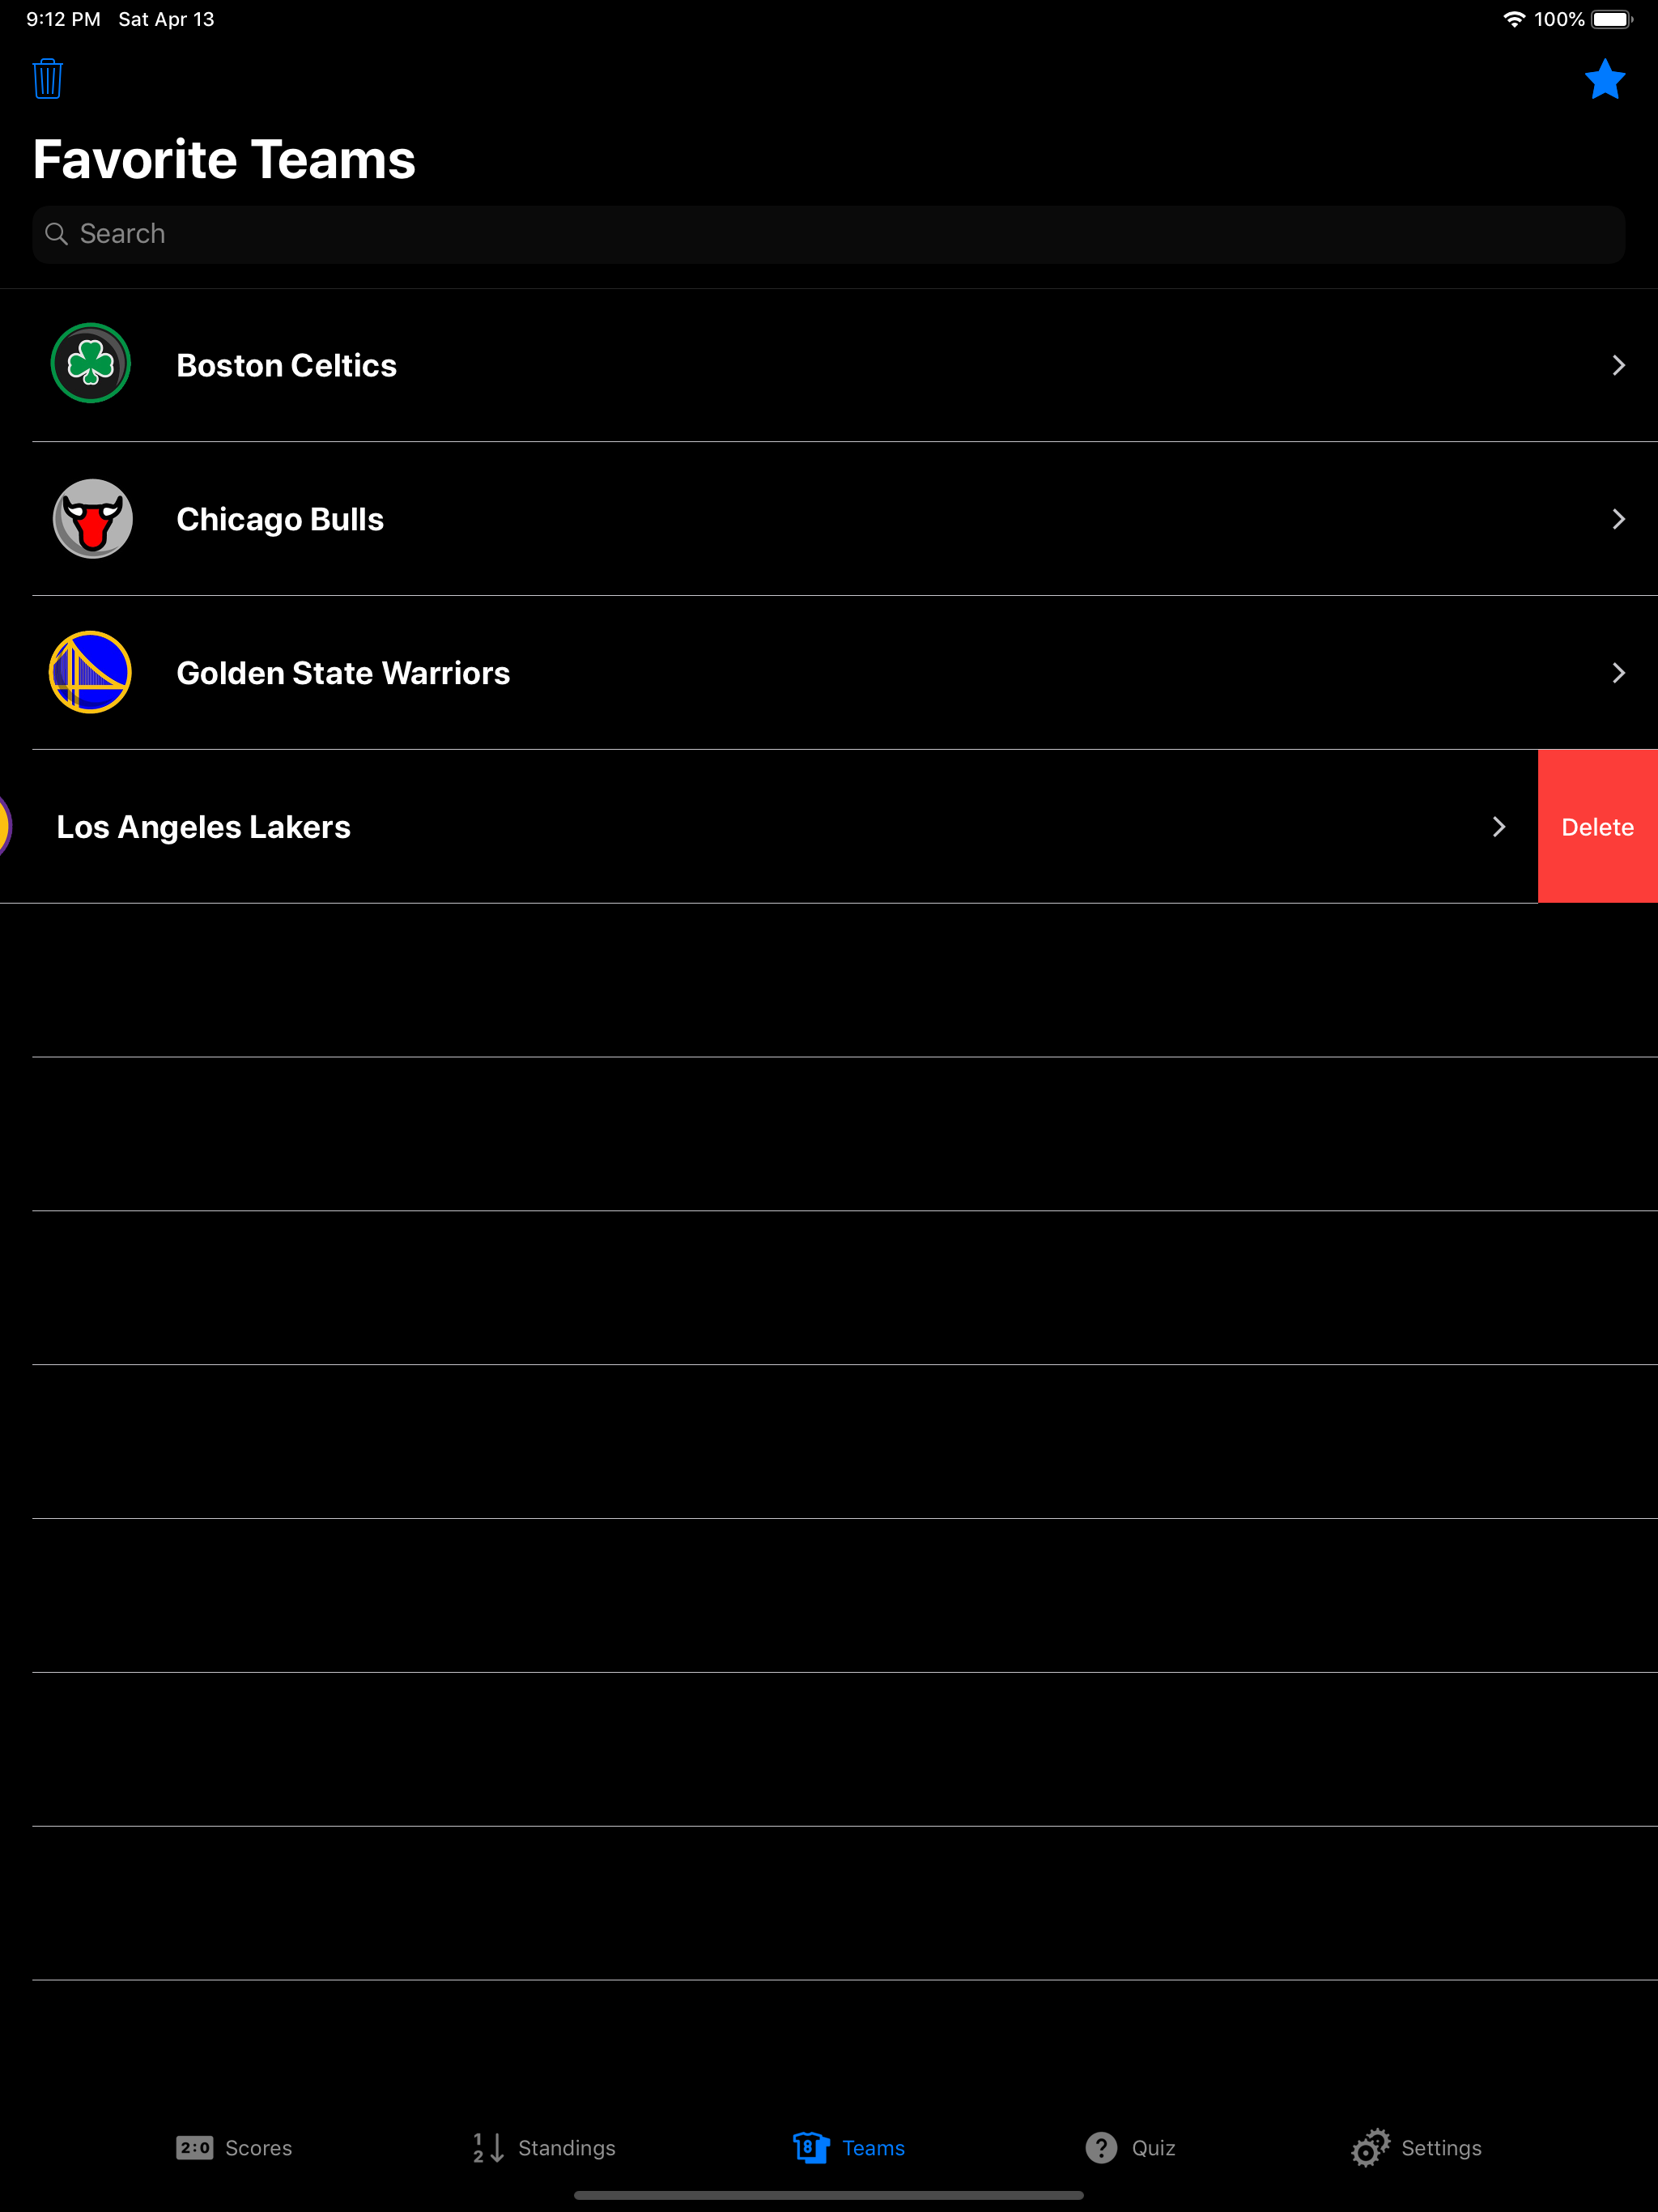 9:12 PM Sat Apr 13 100%
Favorite Teams
Search
Boston Celtics
Chicago Bulls
Golden State Warriors
Los Angeles Lakers Delete
2:0 Scores 1 2 Standings 8 Teams ? Quiz Settings